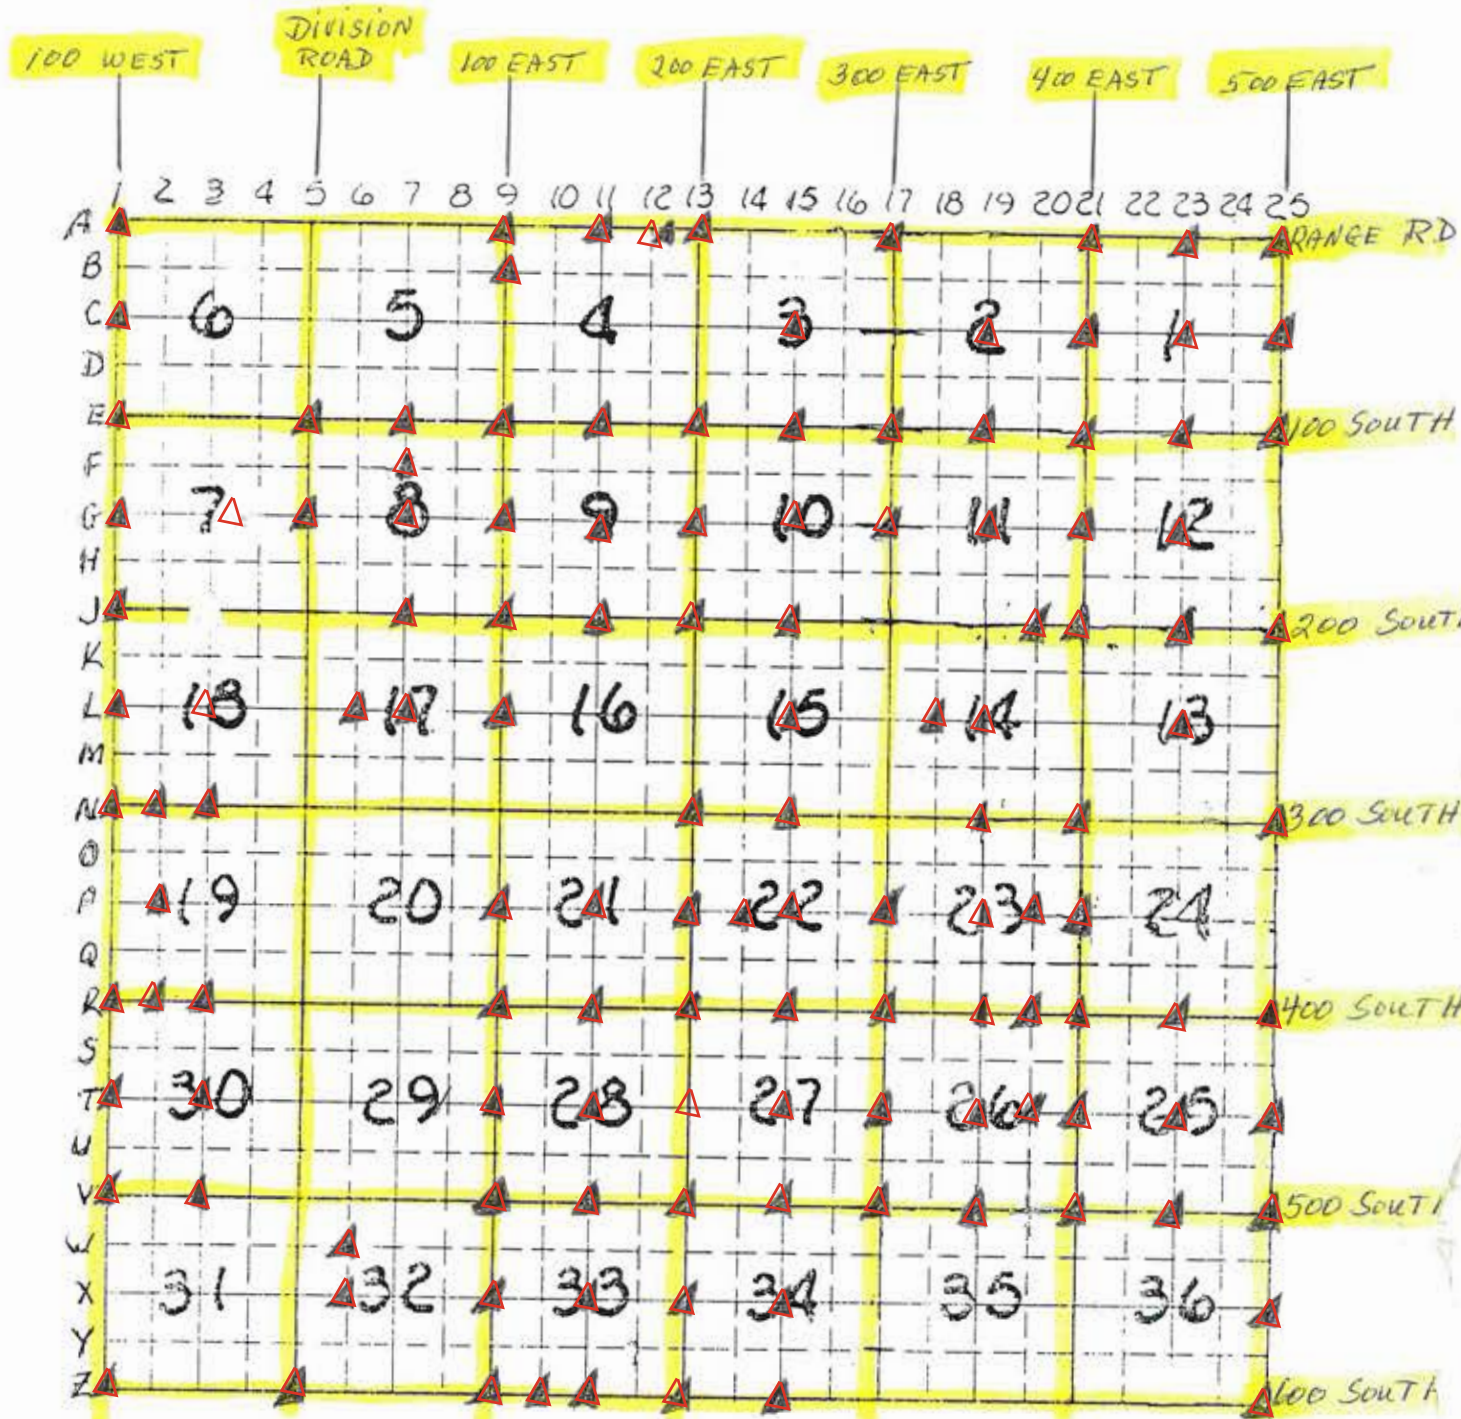 100 WEST
DIVISION
ROAD
100 EAST
200 EAST
300 EAST
400 EAST
500 EAST
1 2 3 4 5 6 7 8 9 10 11 12 13 14 15 16 17 18 19 20 21 22 23 24 25
A RANGE RD
B
C 6 5 4 3 2 1
D
E 100 SOUTH
F
G 7 8 9 10 11 12
H
J 200 SOUT
K
L 18 17 16 15 14 13
M
N 300 SOUTH
O
P 19 20 21 22 23 24
Q
R 400 SOUTH
S
T 30 29 28 27 26 25
U
V 500 SOUT
W
X 31 32 33 34 35 36
Y
Z 600 SOUTH